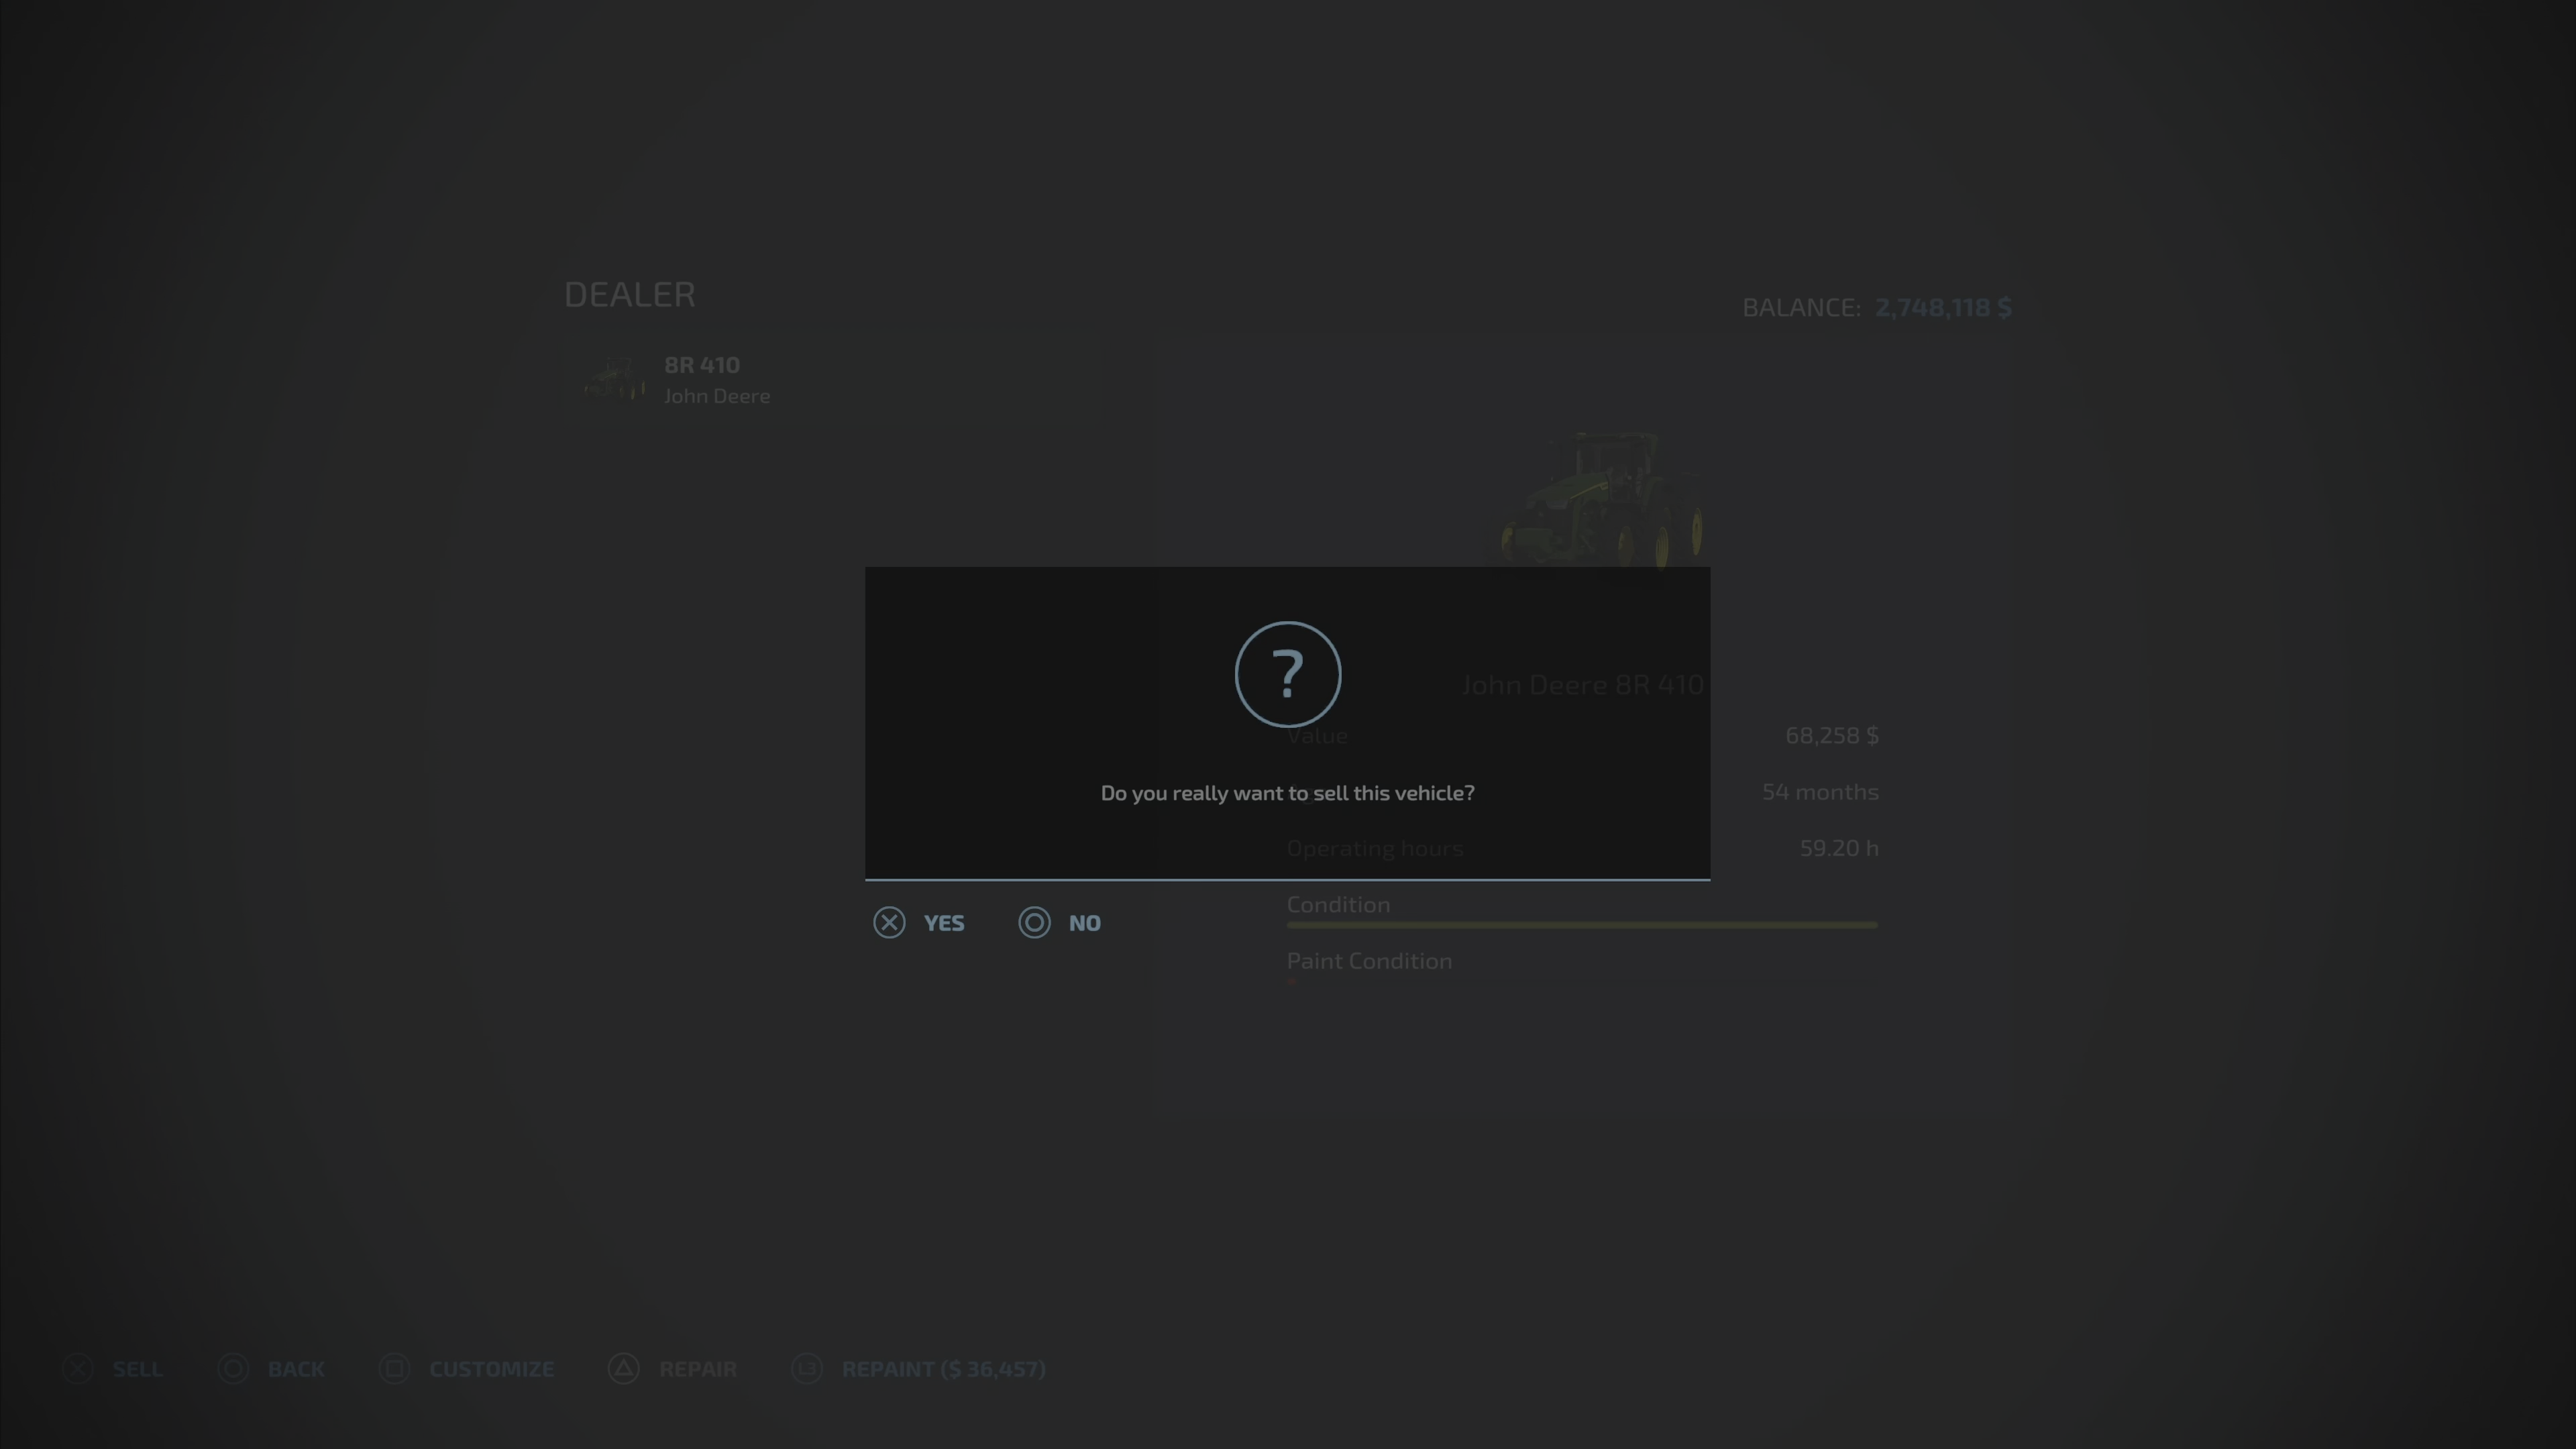 DEALER
BALANCE: 2,748,118 $
8R 410
John Deere
?
John Deere 8R 410
Value 68,258 $
Do you really want to sell this vehicle?
54 months
Operating hours 59.20 h
Condition
YES NO
Paint Condition
SELL BACK CUSTOMIZE REPAIR L3 REPAINT ($ 36,457)